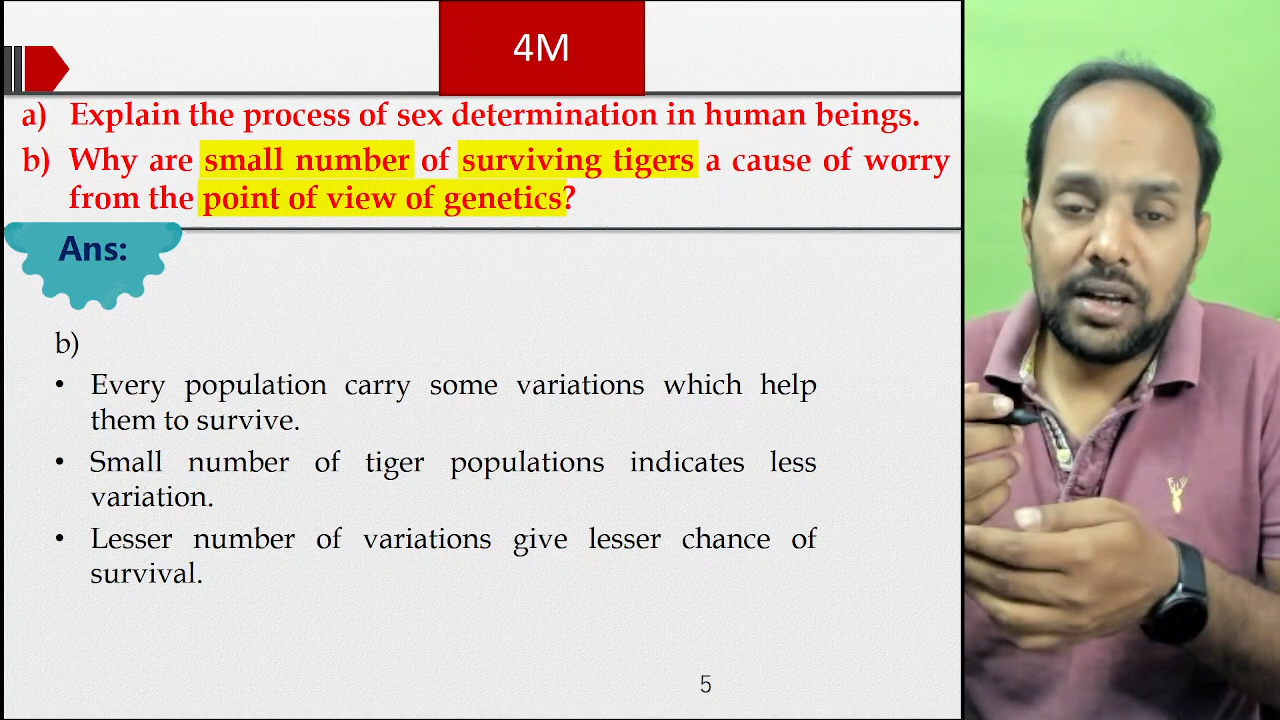 4M
a) Explain the process of sex determination in human beings.
b) Why are small number of surviving tigers a cause of worry
from the point of view of genetics?
Ans:
b)
• Every population carry some variations which help
them to survive.
• Small number of tiger populations indicates less
variation.
• Lesser number of variations give lesser chance of
survival.
5